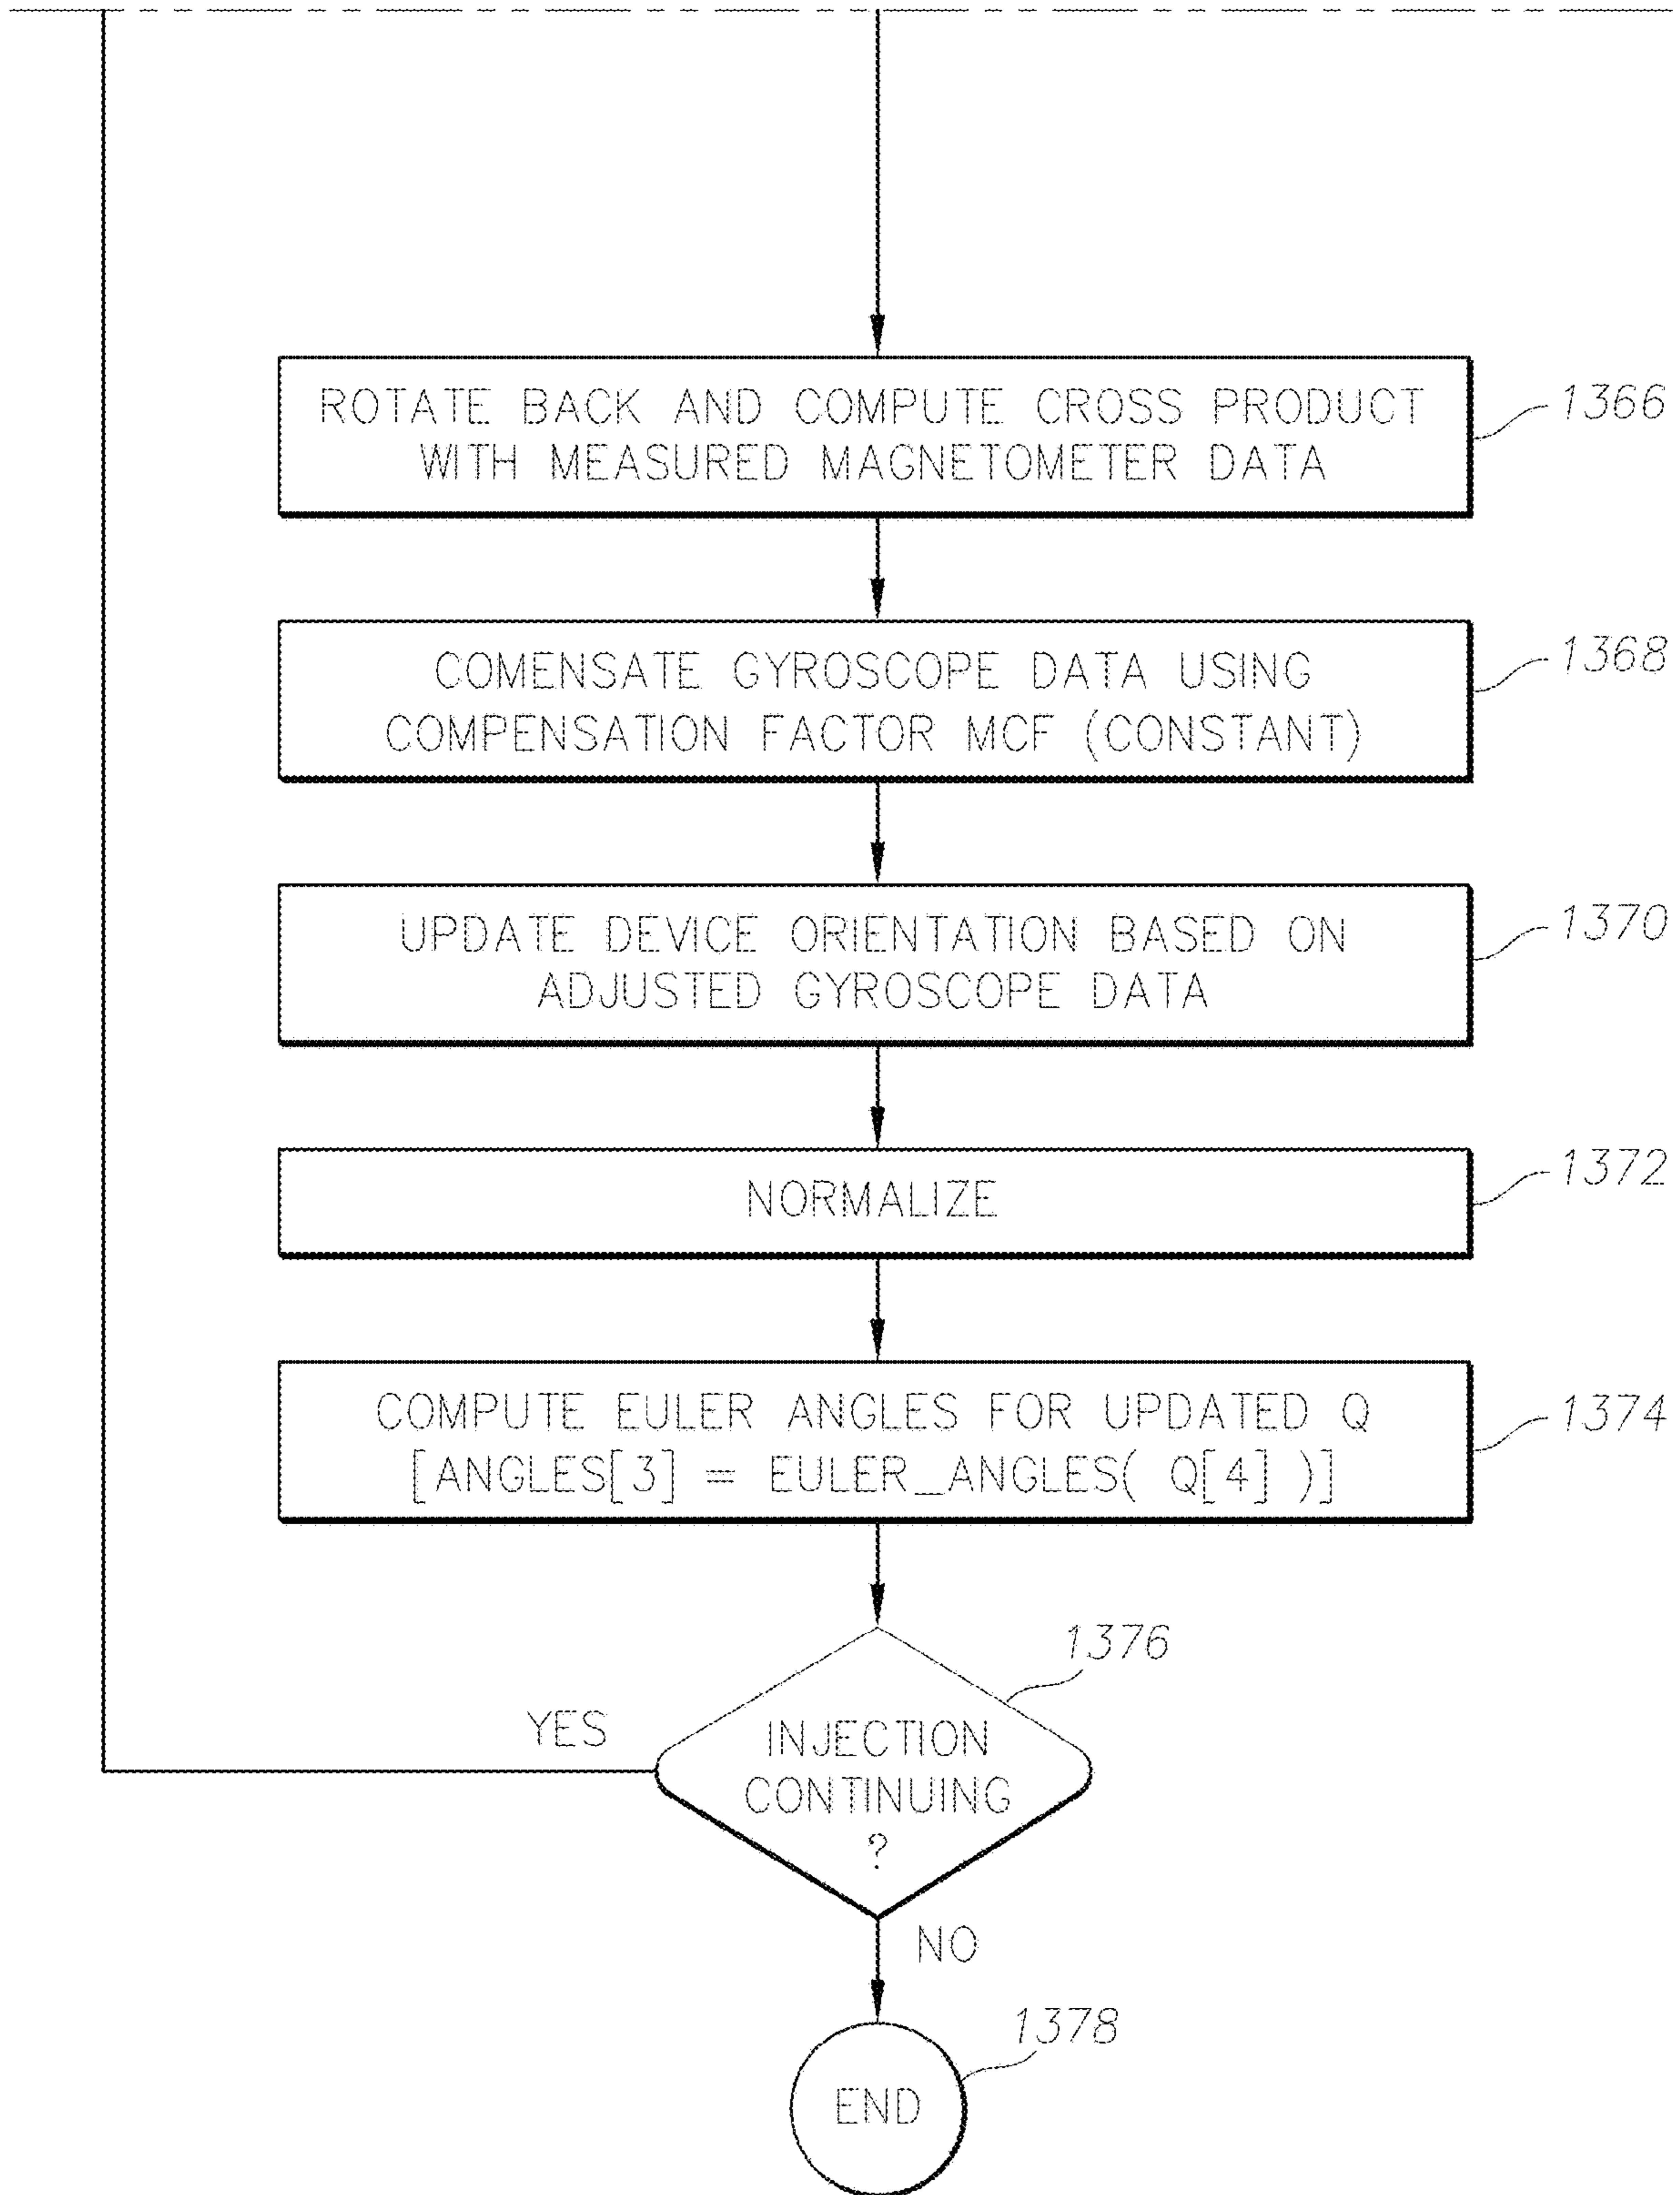 ROTATE BACK AND COMPUTE CROSS PRODUCT
WITH MEASURED MAGNETOMETER DATA
1366
COMENSATE GYROSCOPE DATA USING
COMPENSATION FACTOR MCF (CONSTANT)
1368
UPDATE DEVICE ORIENTATION BASED ON
ADJUSTED GYROSCOPE DATA
1370
NORMALIZE
1372
COMPUTE EULER ANGLES FOR UPDATED Q
[ANGLES[3] = EULER_ANGLES( Q[4] )]
1374
1376
YES
INJECTION
CONTINUING
?
NO
1378
END